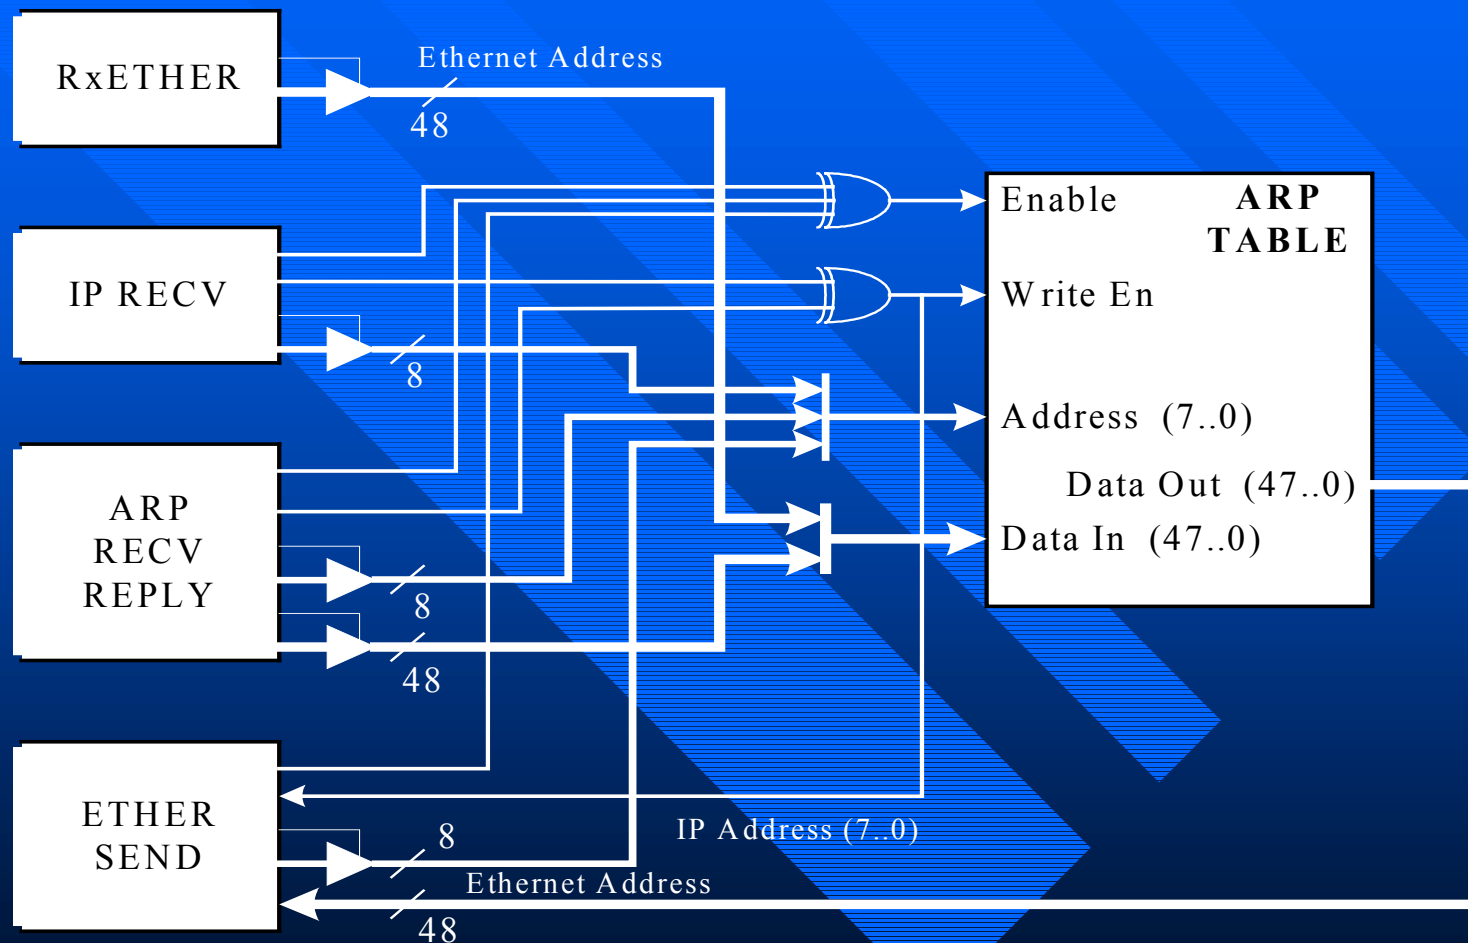 RxETHER
Ethernet Address
48
IP RECV
8
ARP
RECV
REPLY
8
48
ETHER
SEND
8
IP Address (7..0)
Ethernet Address
48
Enable
ARP
TABLE
Write En
Address (7..0)
Data Out (47..0)
Data In (47..0)